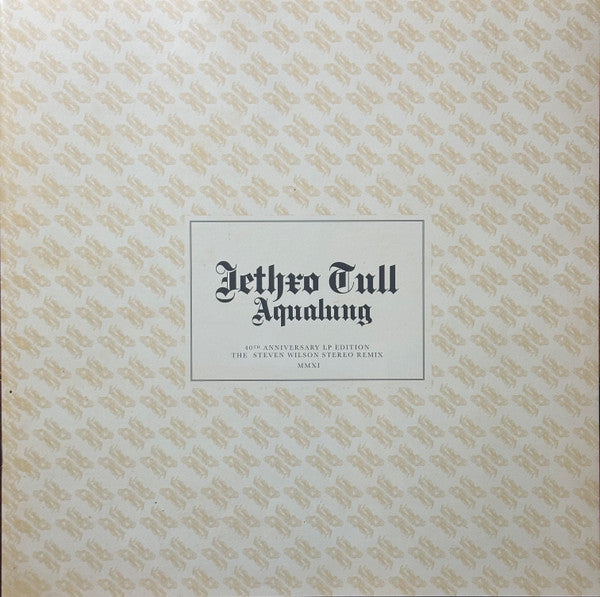 Jethro Tull
Aqualung
40TH ANNIVERSARY LP EDITION
THE STEVEN WILSON STEREO REMIX
MMXI